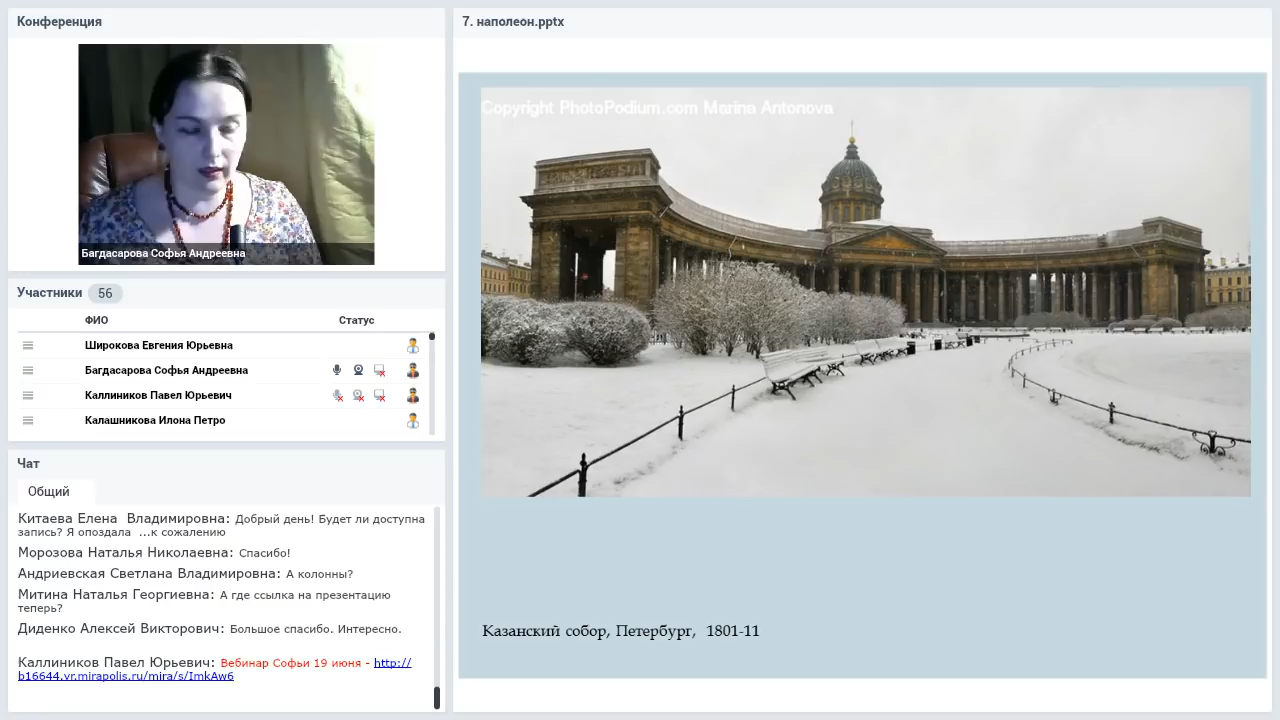 Конференция
Багдасарова Софья Андреевна
Участники 56
ФИО Статус
Широкова Евгения Юрьевна
Багдасарова Софья Андреевна
Каллиников Павел Юрьевич
Калашникова Илона Петро
Чат
Общий
Китаева Елена Владимировна: Добрый день! Будет ли доступна
запись? Я опоздала ...к сожалению
Морозова Наталья Николаевна: Спасибо!
Андриевская Светлана Владимировна: А колонны?
Митина Наталья Георгиевна: А где ссылка на презентацию
теперь?
Диденко Алексей Викторович: Большое спасибо. Интересно.
Каллиников Павел Юрьевич: Вебинар Софьи 19 июня - http://
b16644.vr.mirapolis.ru/mira/s/ImkAw6
7. наполеон.pptx
Copyright PhotoPodium.com Marina Antonova
Казанский собор, Петербург, 1801-11